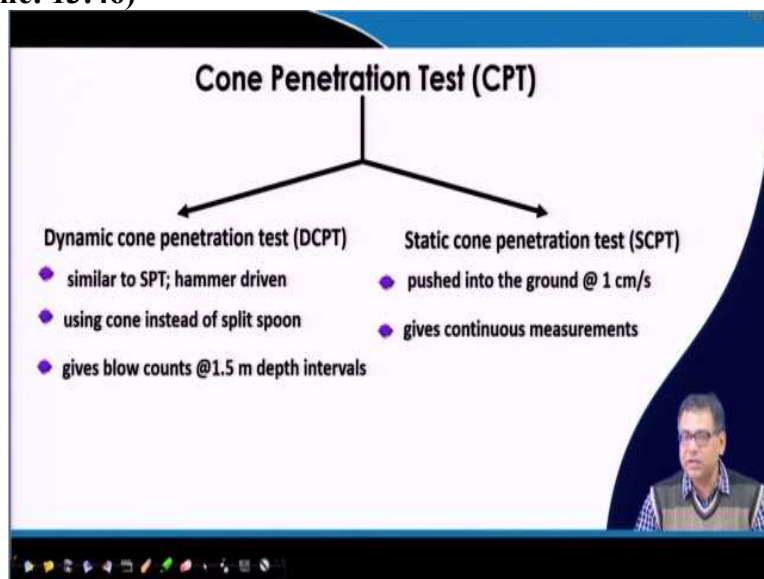 Cone Penetration Test (CPT)
Dynamic cone penetration test (DCPT)
similar to SPT; hammer driven
using cone instead of split spoon
gives blow counts @1.5 m depth intervals
Static cone penetration test (SCPT)
pushed into the ground @ 1 cm/s
gives continuous measurements